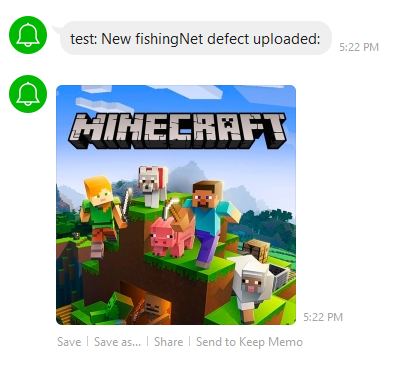 test: New fishingNet defect uploaded:
5:22 PM
MINECRAFT
5:22 PM
Save | Save as... | Share | Send to Keep Memo